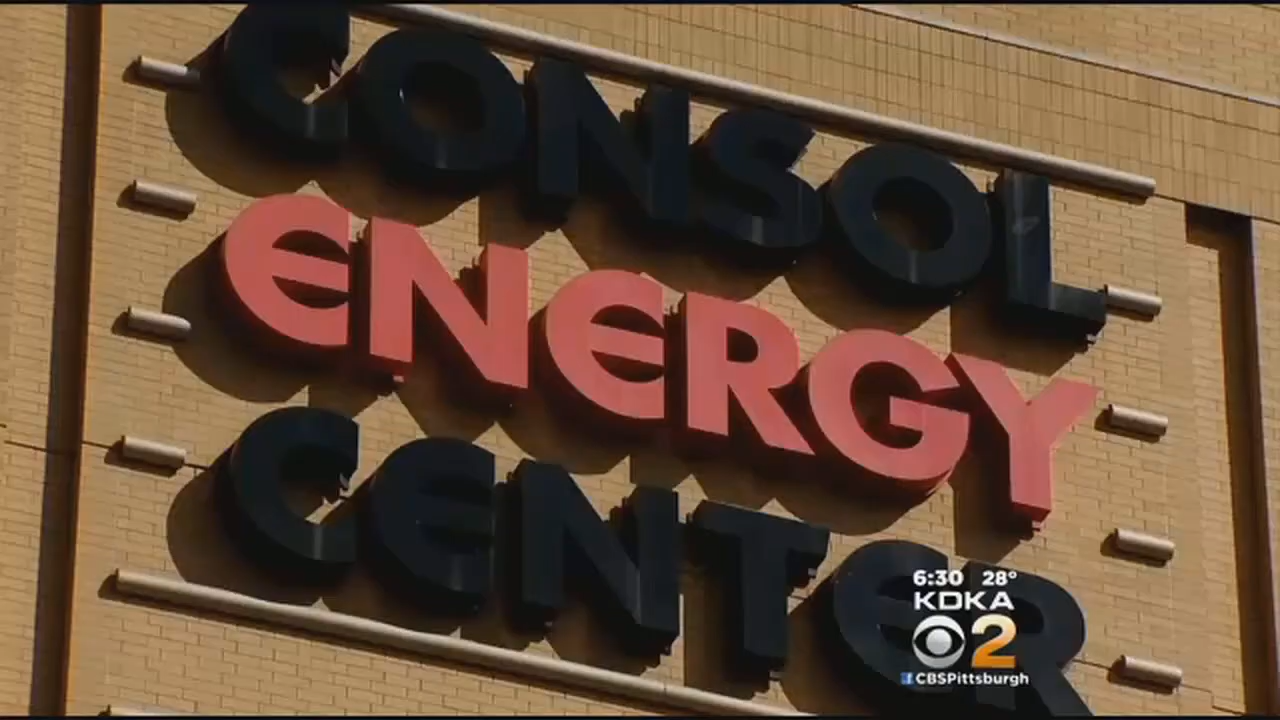 CONSOL
ENERGY
CENTER
6:30 28°
KDKA
2
CBSPittsburgh